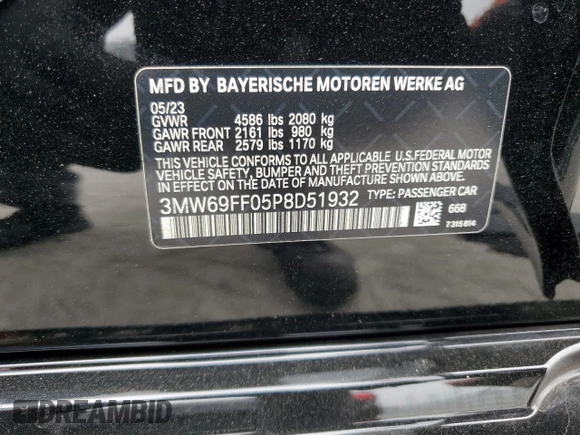 MFD BY BAYERISCHE MOTOREN WERKE AG
05/23
GVWR 4586 lbs 2080 kg
GAWR FRONT 2161 lbs 980 kg
GAWR REAR 2579 lbs 1170 kg
THIS VEHICLE CONFORMS TO ALL APPLICABLE U.S.FEDERAL MOTOR
VEHICLE SAFETY, BUMPER, AND THEFT PREVENTION STANDARDS IN
EFFECT ON THE DATE OF MANUFACTURE SHOWN ABOVE.
3MW69FF05P8D51932 TYPE: PASSENGER CAR
668
7315814
DREAMBID